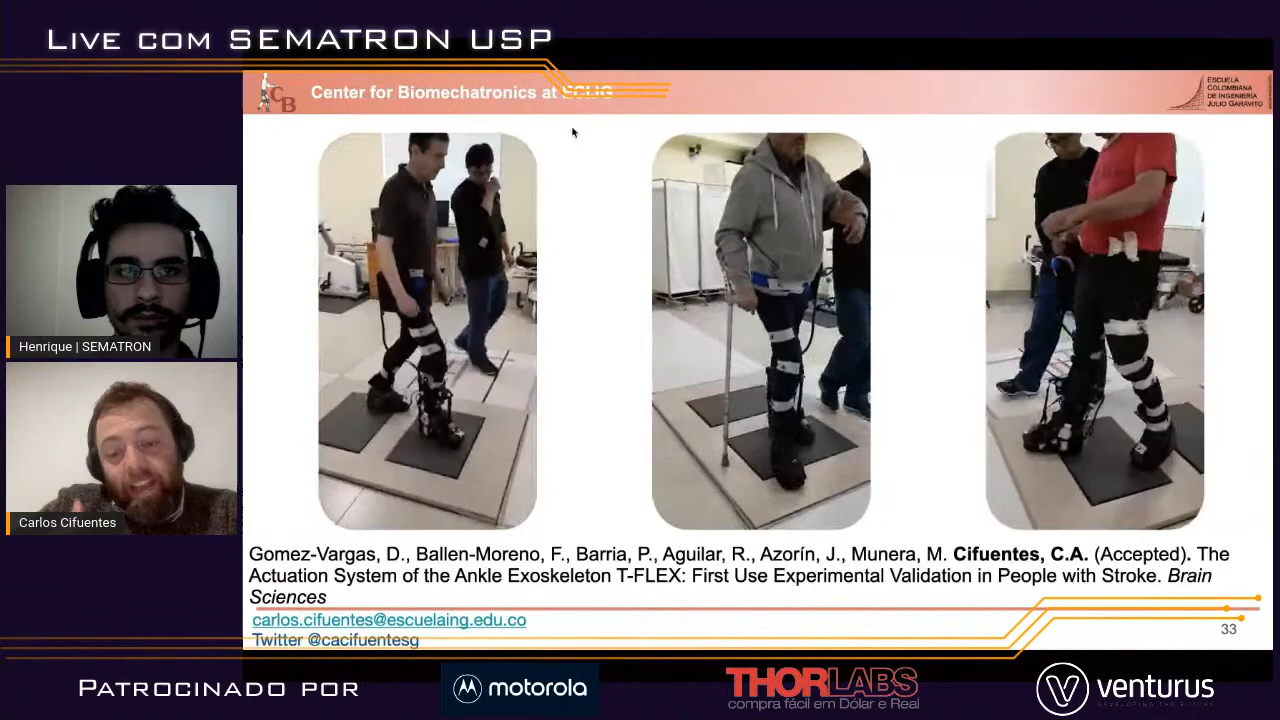 LIVE COM SEMATRON USP
CB
Center for Biomechatronics at ECIJG
ESCUELA
COLOMBIANA
DE INGENIERÍA
JULIO GARAVITO
Henrique | SEMATRON
Carlos Cifuentes
Gomez-Vargas, D., Ballen-Moreno, F., Barria, P., Aguilar, R., Azorín, J., Munera, M. Cifuentes, C.A. (Accepted). The
Actuation System of the Ankle Exoskeleton T-FLEX: First Use Experimental Validation in People with Stroke. Brain
Sciences
carlos.cifuentes@escuelaing.edu.co
Twitter @cacifuentesg
33
PATROCINADO POR
motorola
THORLABS
compra fácil em Dólar e Real
venturus